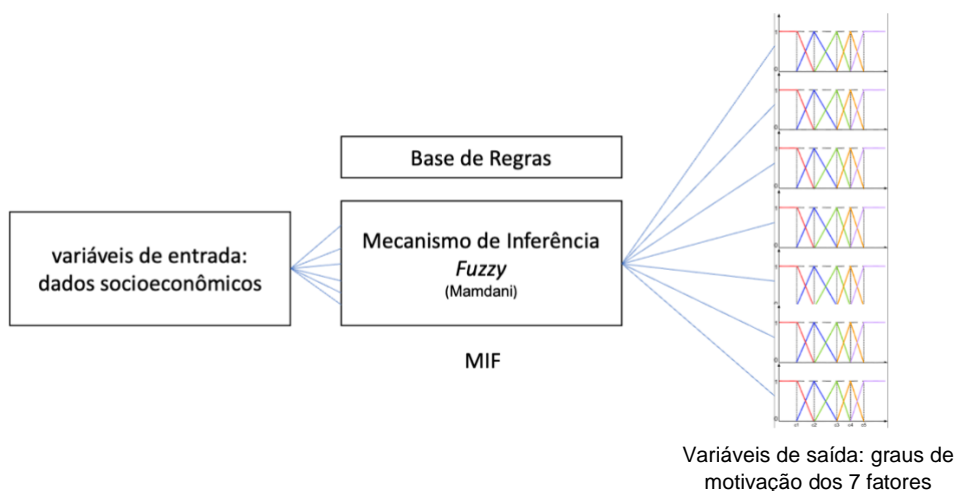 Base de Regras
variáveis de entrada:
dados socioeconômicos
Mecanismo de Inferência
Fuzzy
(Mamdani)
MIF
Variáveis de saída: graus de
motivação dos 7 fatores